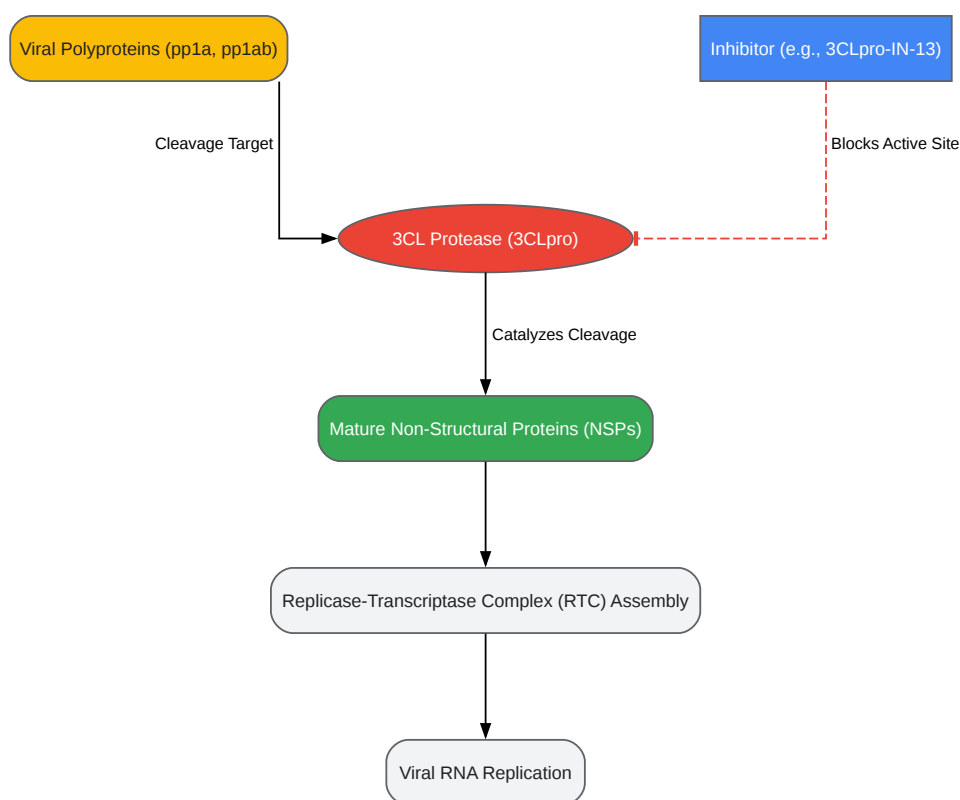 Viral Polyproteins (pp1a, pp1ab)
Inhibitor (e.g., 3CLpro-IN-13)
Cleavage Target
Blocks Active Site
3CL Protease (3CLpro)
Catalyzes Cleavage
Mature Non-Structural Proteins (NSPs)
Replicase-Transcriptase Complex (RTC) Assembly
Viral RNA Replication